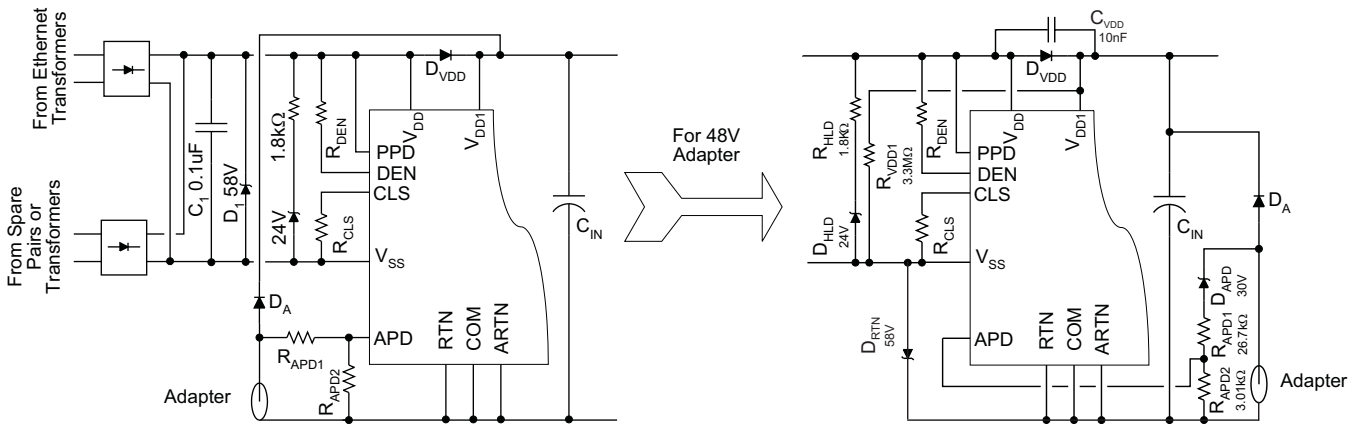 From Ethernet
Transformers
From Spare
Pairs or
Transformers
C1 0.1uF
D1 58V
1.8kΩ
24V
RDEN
RCLS
DVDD
VDD
VDD1
PPD
DEN
CLS
VSS
CIN
DA
RAPD1
RAPD2
APD
RTN
COM
ARTN
Adapter
For 48V
Adapter
CVDD
10nF
DVDD
RHLD
1.8KΩ
RVDD1
3.3MΩ
RDEN
VDD
VDD1
PPD
DEN
CLS
DHLD
24V
RCLS
VSS
CIN
DA
DRTN
58V
APD
RTN
COM
ARTN
DAPD
30V
RAPD1
26.7kΩ
RAPD2
3.01kΩ
Adapter